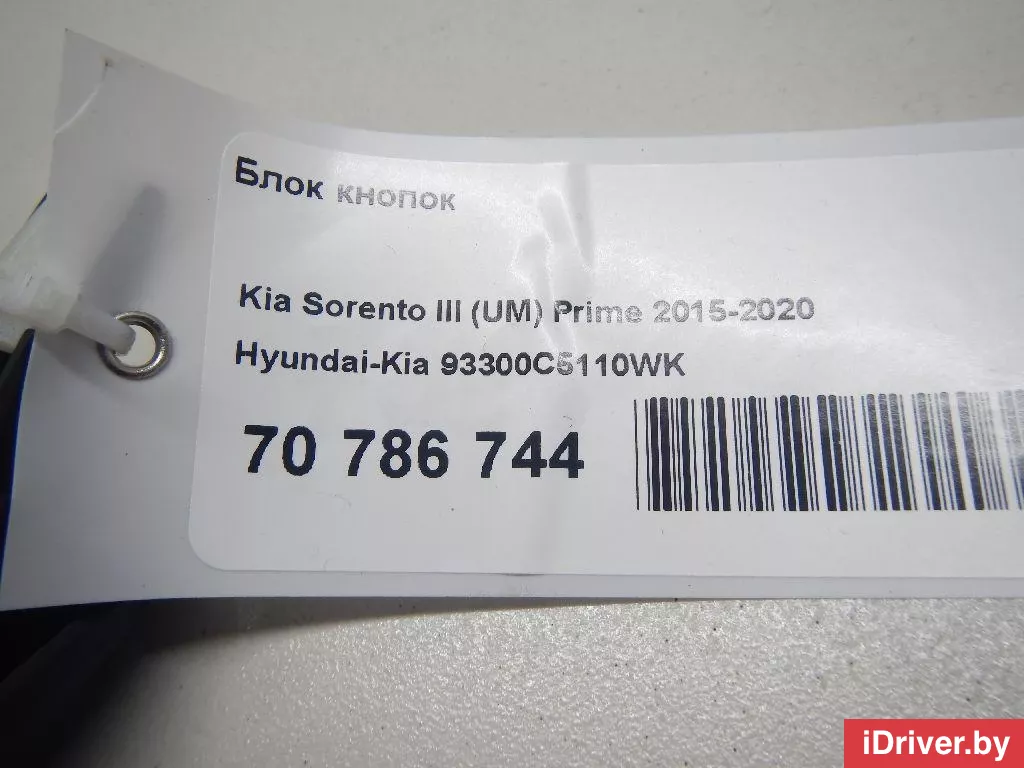 Блок кнопок
Kia Sorento III (UM) Prime 2015-2020
Hyundai-Kia 93300C5110WK
70 786 744
iDriver.by